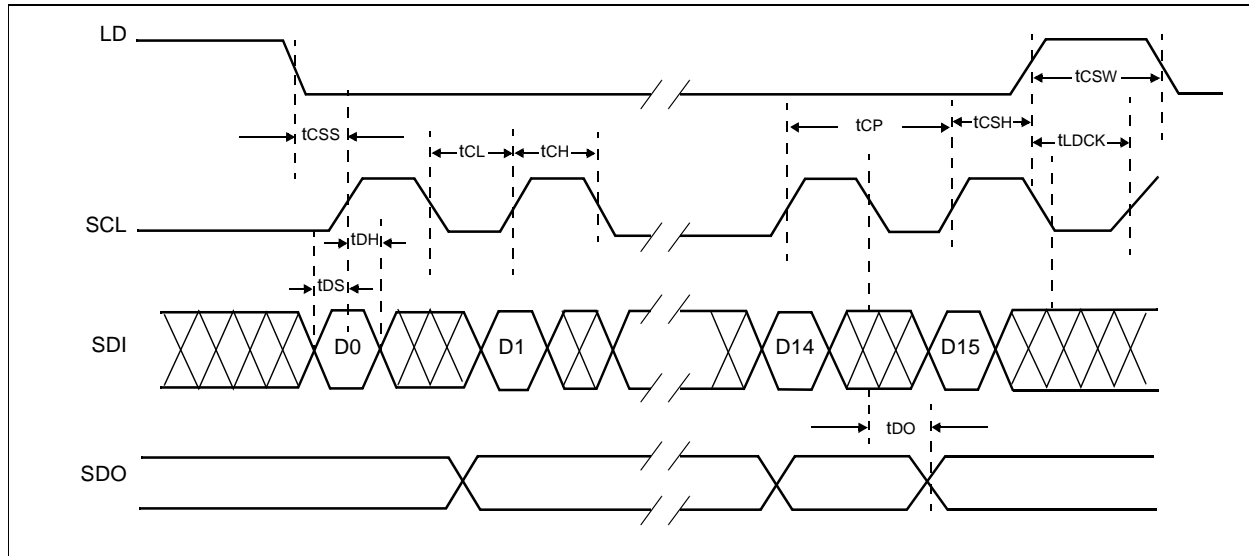 LD
tCSW
tCSS
tCL
tCH
tCP
tCSH
tLDCK
SCL
tDH
tDS
SDI
D0
D1
D14
D15
tDO
SDO